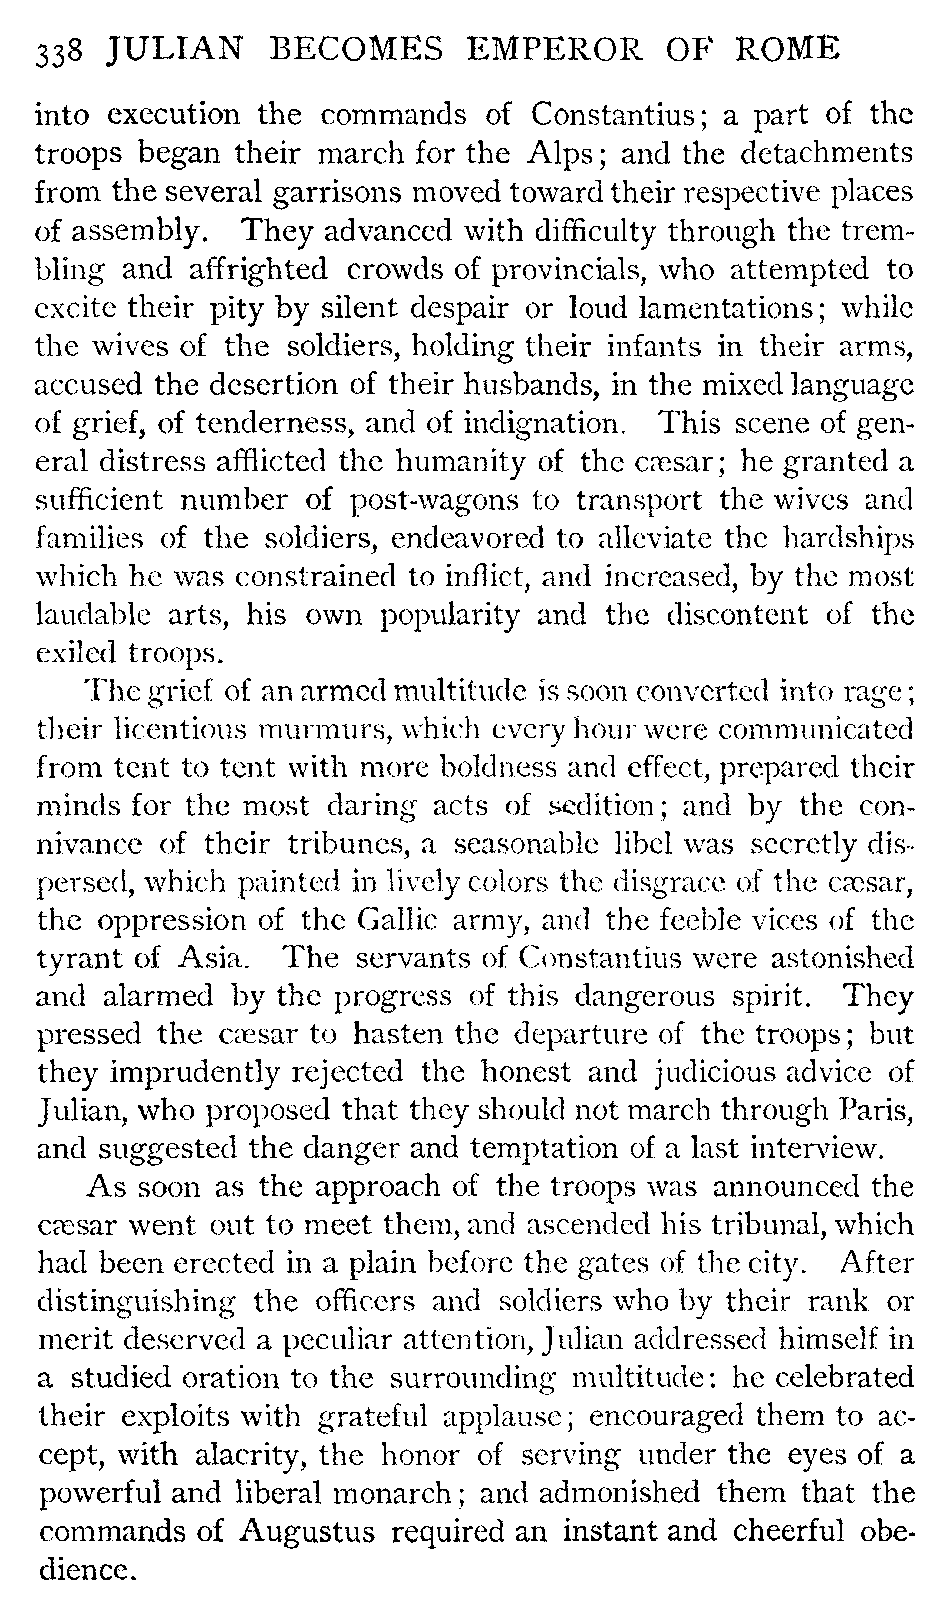 338 JULIAN BECOMES EMPEROR OF ROME
into execution the commands of Constantius; a part of the
troops began their march for the Alps; and the detachments
from the several garrisons moved toward their respective places
of assembly. They advanced with difficulty through the trem-
bling and affrighted crowds of provincials, who attempted to
excite their pity by silent despair or loud lamentations; while
the wives of the soldiers, holding their infants in their arms,
accused the desertion of their husbands, in the mixed language
of grief, of tenderness, and of indignation. This scene of gen-
eral distress afflicted the humanity of the cæsar; he granted a
sufficient number of post-wagons to transport the wives and
families of the soldiers, endeavored to alleviate the hardships
which he was constrained to inflict, and increased, by the most
laudable arts, his own popularity and the discontent of the
exiled troops.
The grief of an armed multitude is soon converted into rage;
their licentious murmurs, which every hour were communicated
from tent to tent with more boldness and effect, prepared their
minds for the most daring acts of sedition; and by the con-
nivance of their tribunes, a seasonable libel was secretly dis-
persed, which painted in lively colors the disgrace of the cæsar,
the oppression of the Gallic army, and the feeble vices of the
tyrant of Asia. The servants of Constantius were astonished
and alarmed by the progress of this dangerous spirit. They
pressed the cæsar to hasten the departure of the troops; but
they imprudently rejected the honest and judicious advice of
Julian, who proposed that they should not march through Paris,
and suggested the danger and temptation of a last interview.
As soon as the approach of the troops was announced the
cæsar went out to meet them, and ascended his tribunal, which
had been erected in a plain before the gates of the city. After
distinguishing the officers and soldiers who by their rank or
merit deserved a peculiar attention, Julian addressed himself in
a studied oration to the surrounding multitude: he celebrated
their exploits with grateful applause; encouraged them to ac-
cept, with alacrity, the honor of serving under the eyes of a
powerful and liberal monarch; and admonished them that the
commands of Augustus required an instant and cheerful obe-
dience.